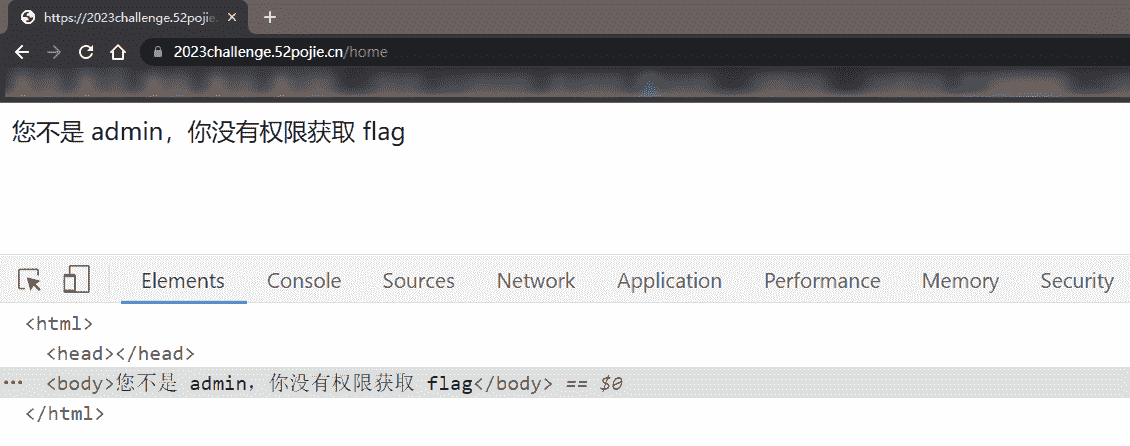 https://2023challenge.52pojie.
2023challenge.52pojie.cn/home
您不是 admin，你没有权限获取 flag
Elements Console Sources Network Application Performance Memory Security
<html>
<head></head>
<body>您不是 admin，你没有权限获取 flag</body> == $0
</html>